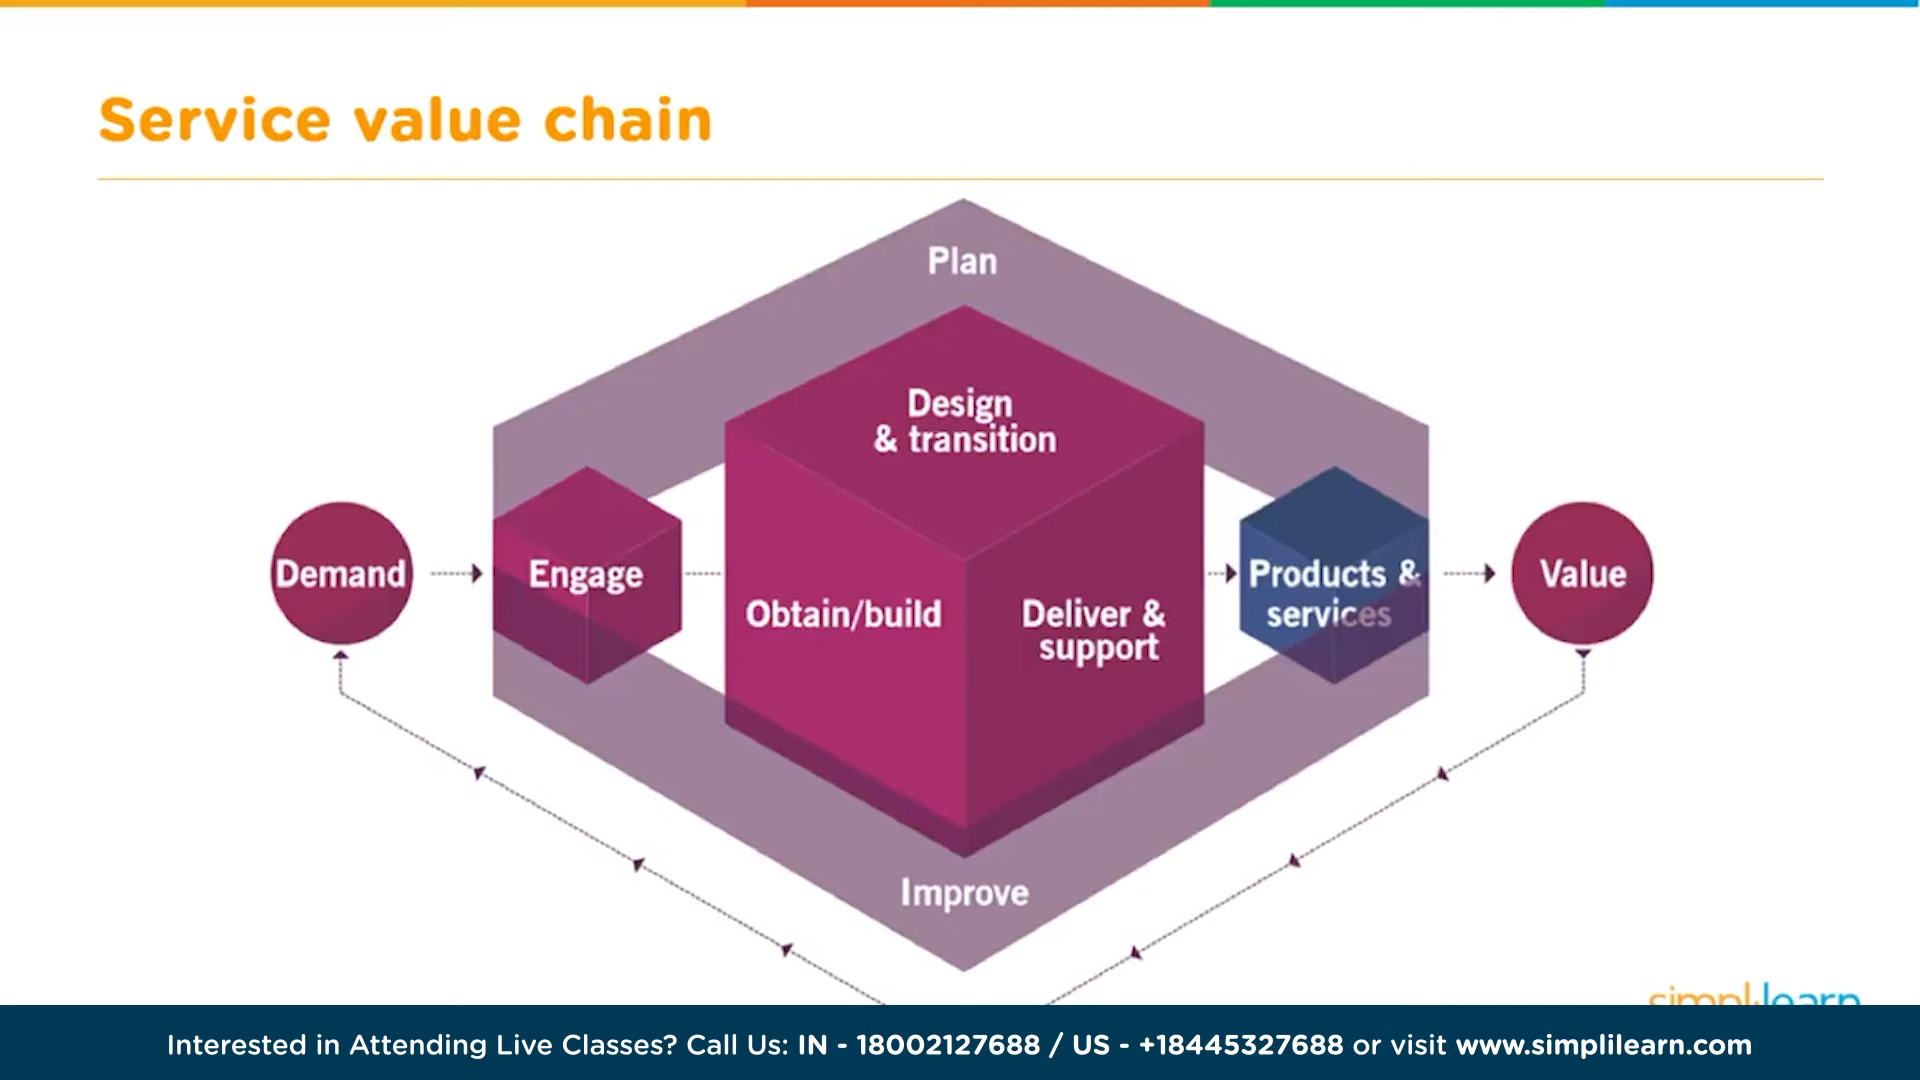 Service value chain
Plan
Design
& transition
Demand
Engage
Obtain/build
Deliver &
support
Products &
services
Value
Improve
simplilearn
Interested in Attending Live Classes? Call Us: IN - 18002127688 / US - +18445327688 or visit www.simplilearn.com